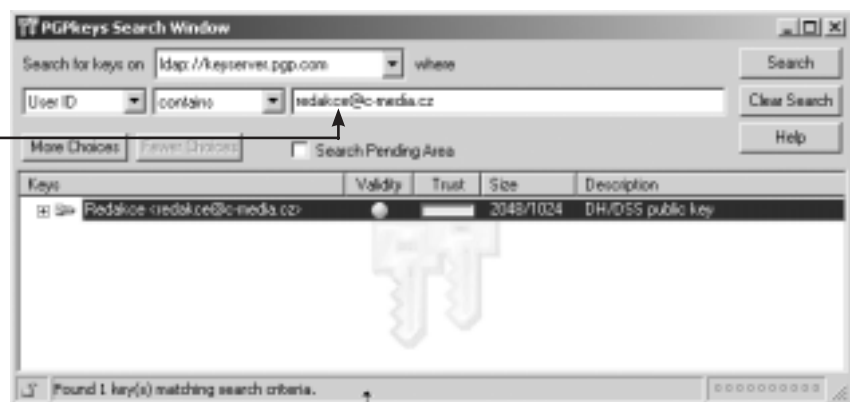 PGPkeys Search Window
Search for keys on ldap://keyserver.pgp.com where Search
User ID contains redakce@c-media.cz Clear Search
More Choices Fewer Choices Search Pending Area Help
Keys Validity Trust Size Description
Redakce <redakce@c-media.cz> 2048/1024 DH/DSS public key
Found 1 key(s) matching search criteria.